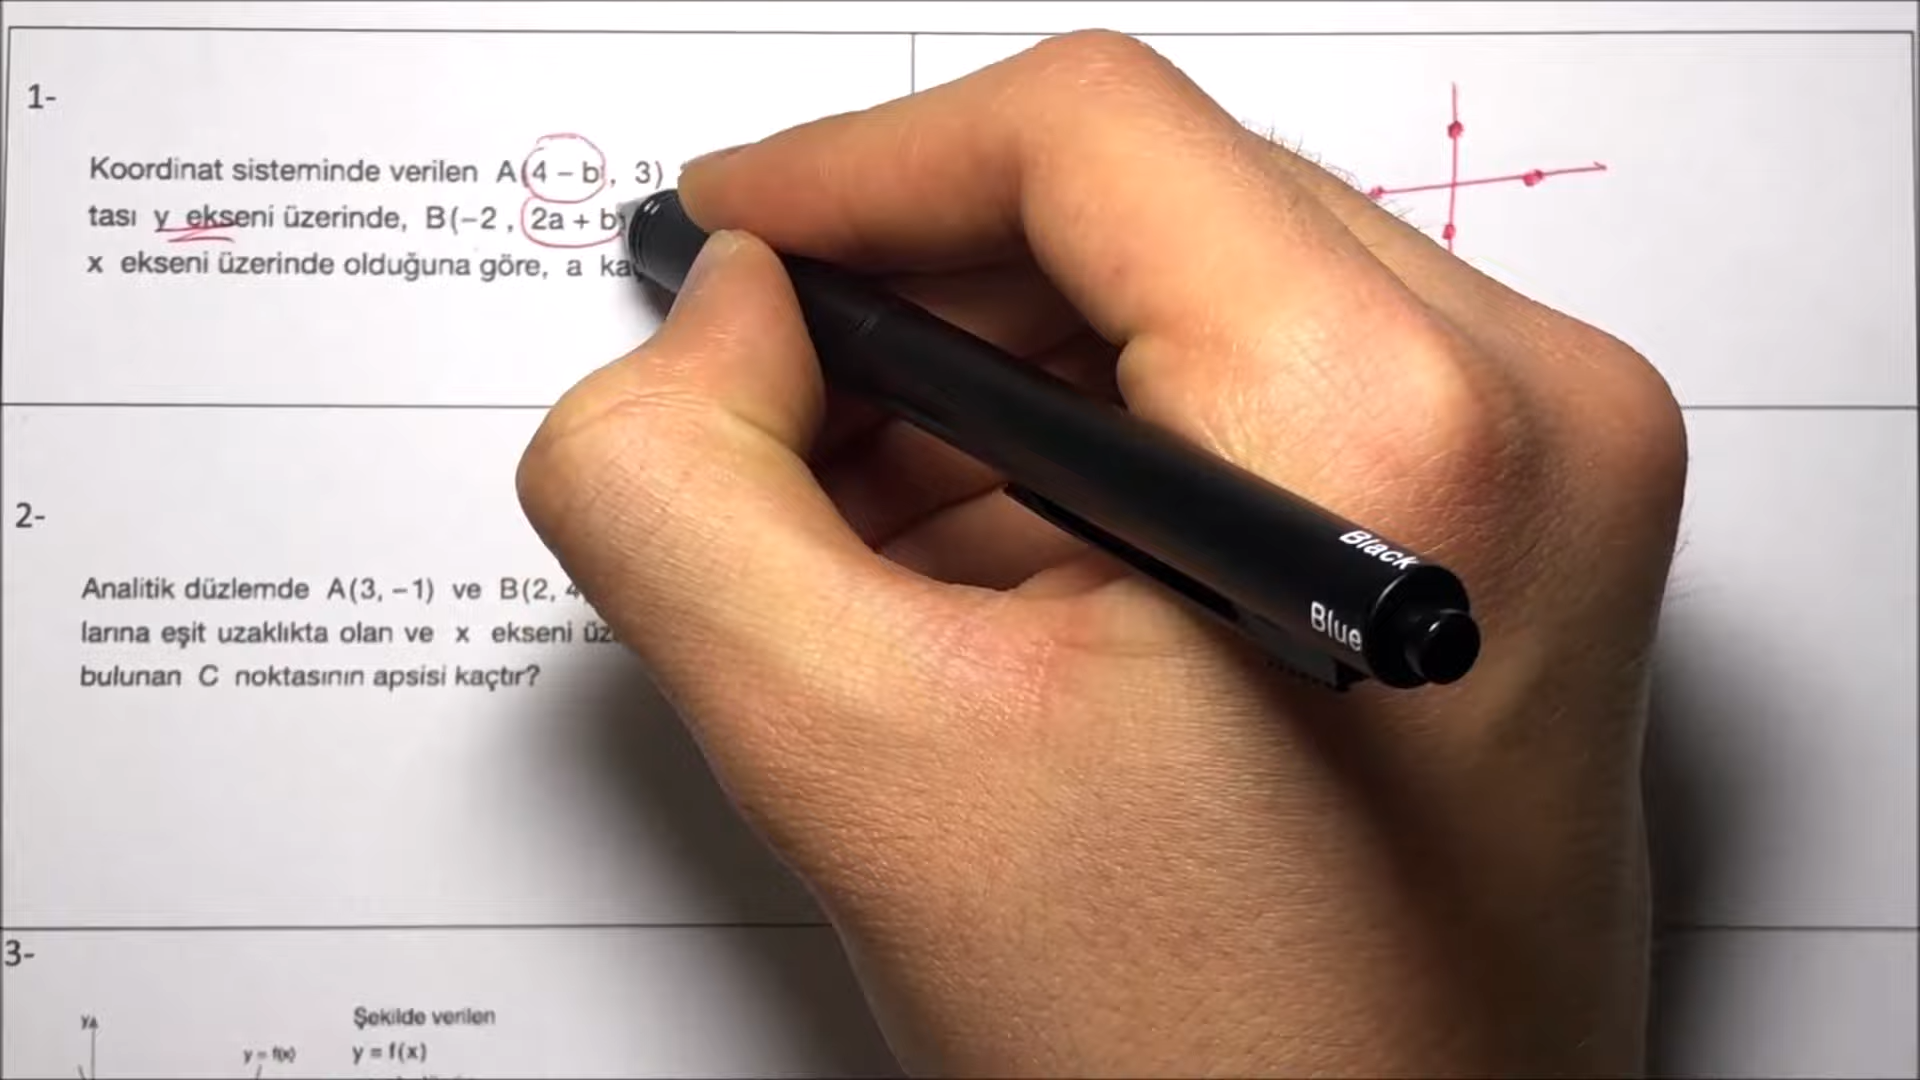 1-
Koordinat sisteminde verilen A(4 – b, 3)
tası y ekseni üzerinde, B(–2 , 2a + b)
x ekseni üzerinde olduğuna göre, a
2-
Analitik düzlemde A(3, –1) ve B(2, 4
larına eşit uzaklıkta olan ve x ekseni
bulunan C noktasının apsisi kaçtır?
3-
y
y = f(x)
Şekilde verilen
y = f(x)
Black
Blue